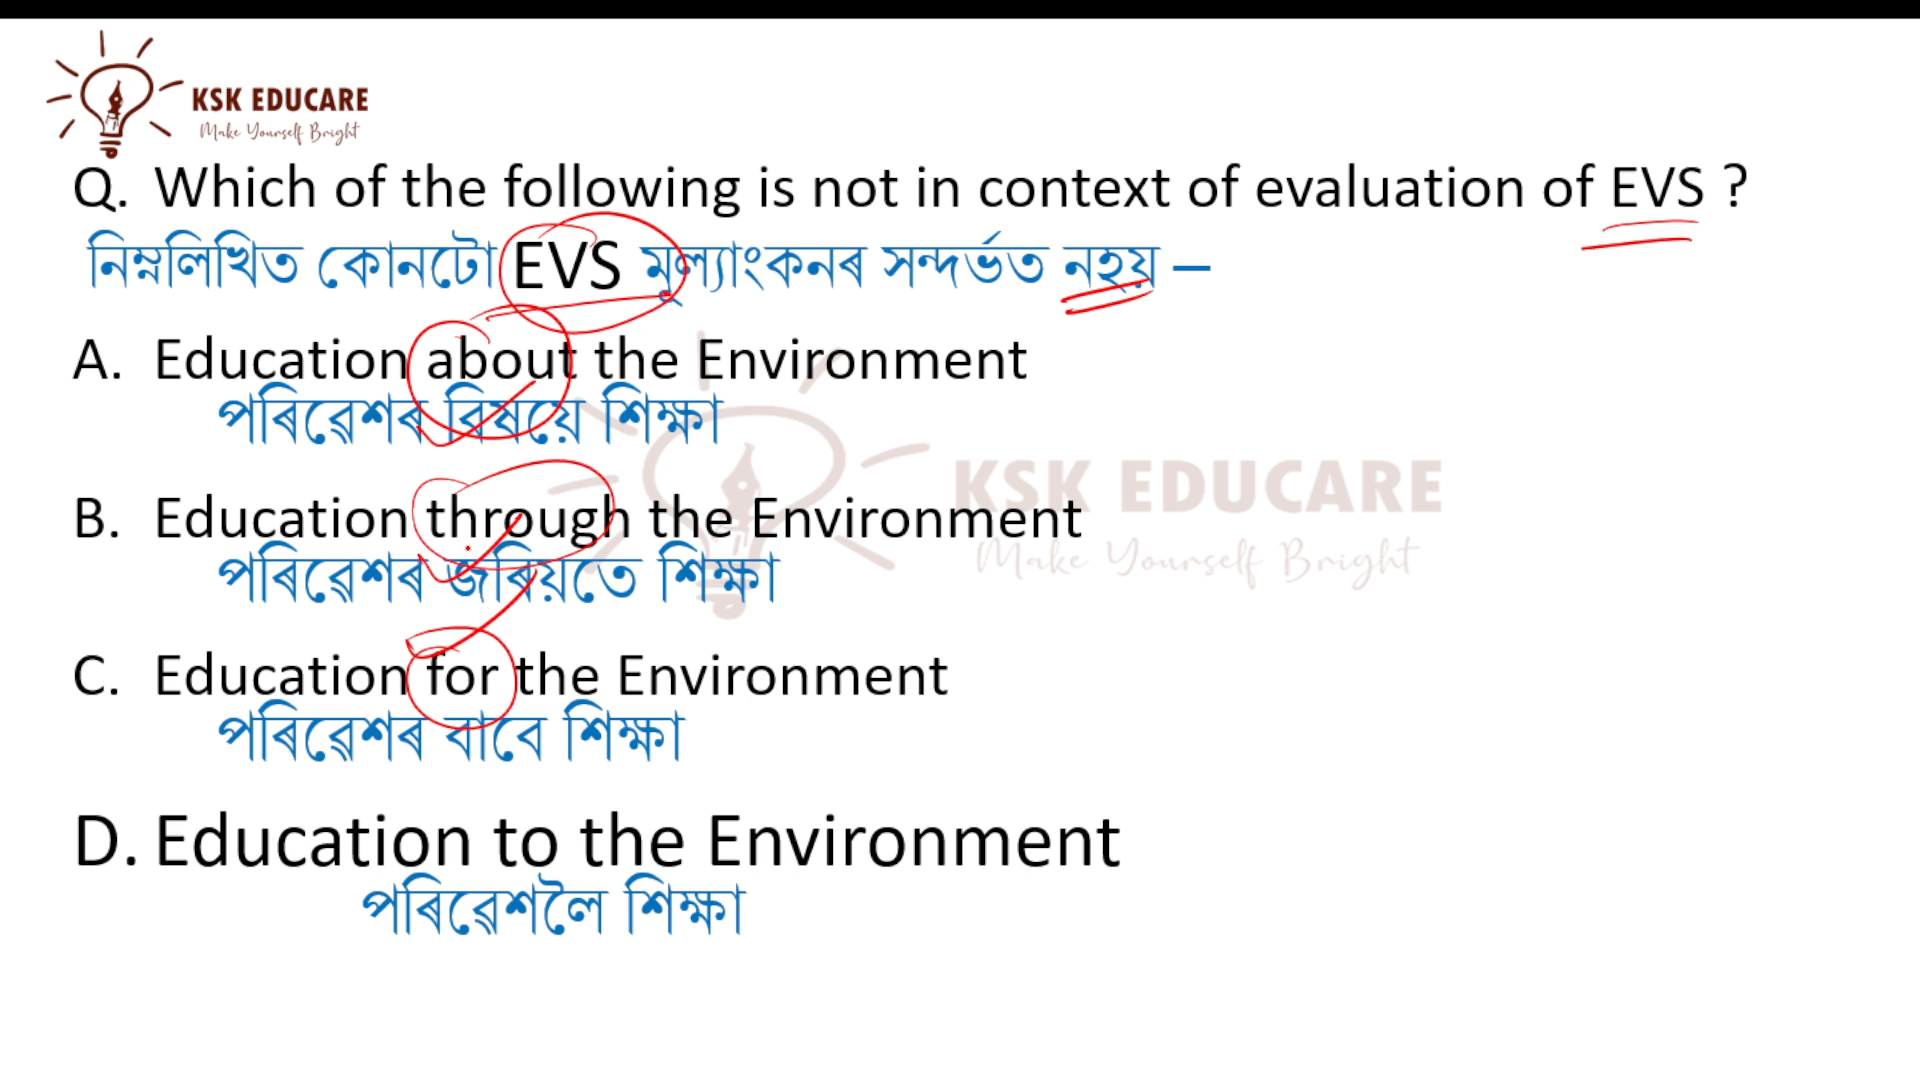 KSK EDUCARE
Make Yourself Bright
Q. Which of the following is not in context of evaluation of EVS ?
নিম্নলিখিত কোনটো EVS মূল্যাংকনৰ সন্দৰ্ভত নহয় –
A. Education about the Environment
পৰিৱেশৰ বিষয়ে শিক্ষা
B. Education through the Environment
পৰিৱেশৰ জৰিয়তে শিক্ষা
C. Education for the Environment
পৰিৱেশৰ বাবে শিক্ষা
D. Education to the Environment
পৰিৱেশলৈ শিক্ষা
KSK EDUCARE
Make Yourself Bright